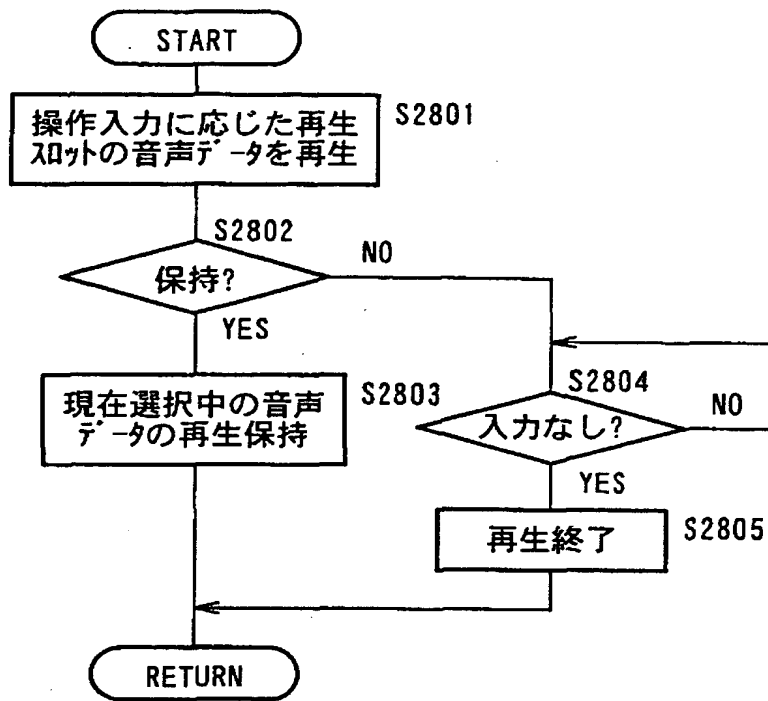 START
操作入力に応じた再生
スロットの音声データを再生
S2801
S2802
保持?
NO
YES
現在選択中の音声
データの再生保持
S2803
S2804
入力なし?
NO
YES
再生終了
S2805
RETURN